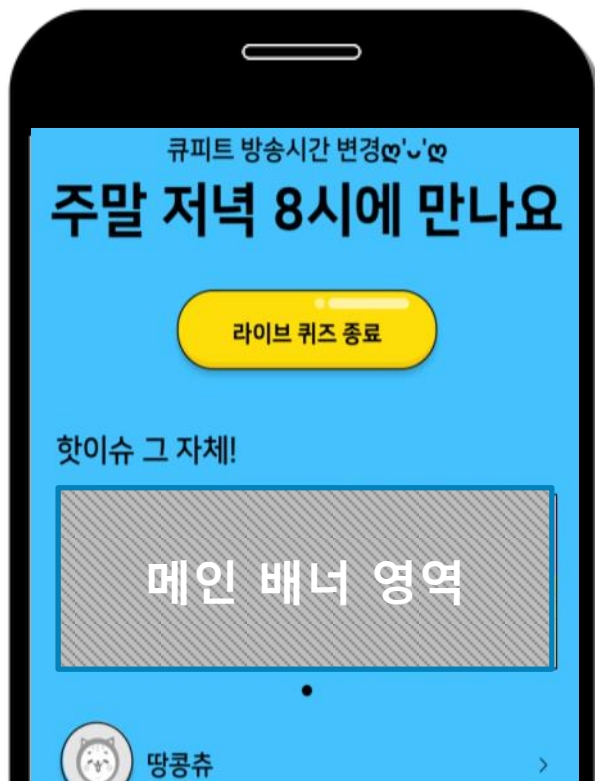 큐피트 방송시간 변경ღ'ᴗ'ღ
주말 저녁 8시에 만나요
라이브 퀴즈 종료
핫이슈 그 자체!
메인 배너 영역
땅콩츄